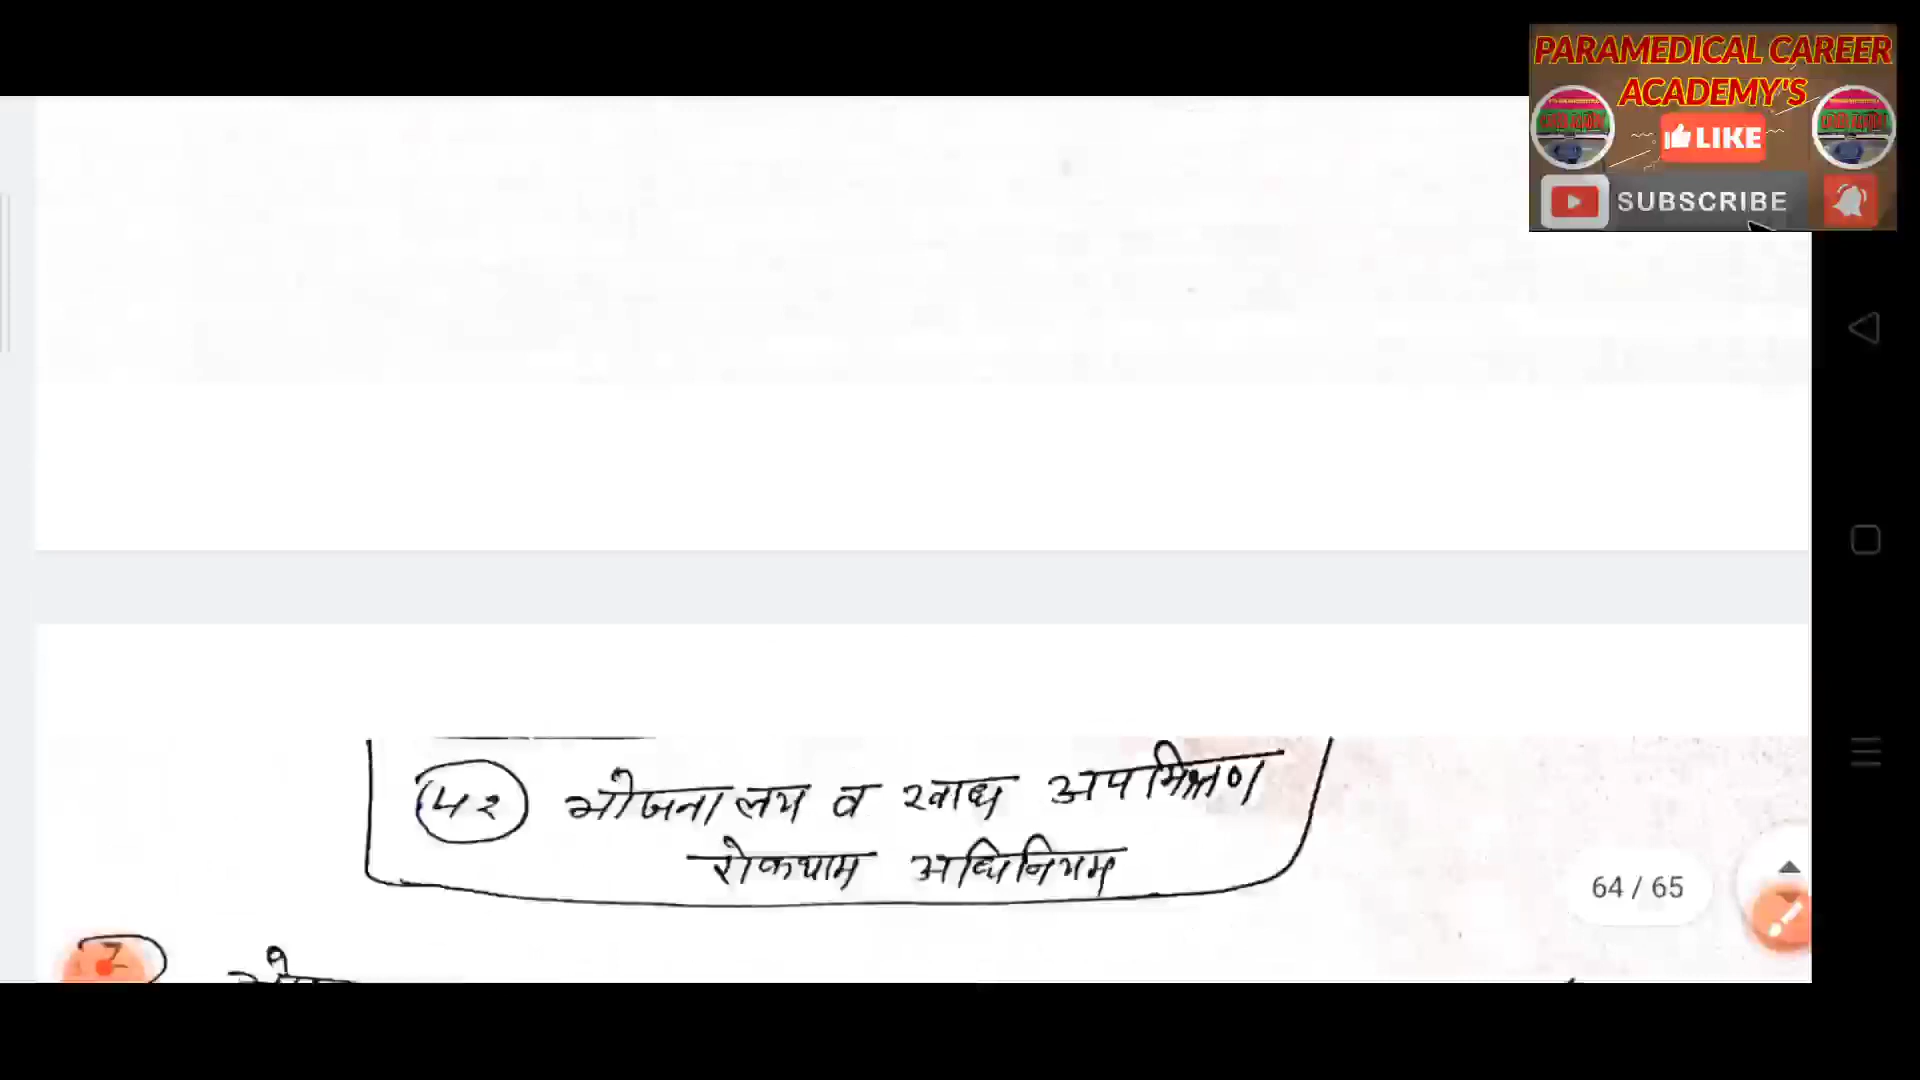 PARAMEDICAL CAREER
ACADEMY'S
LIKE
SUBSCRIBE
५२ भोजनालय व खाद्य अपमिश्रण
रोकथाम अधिनियम
64 / 65